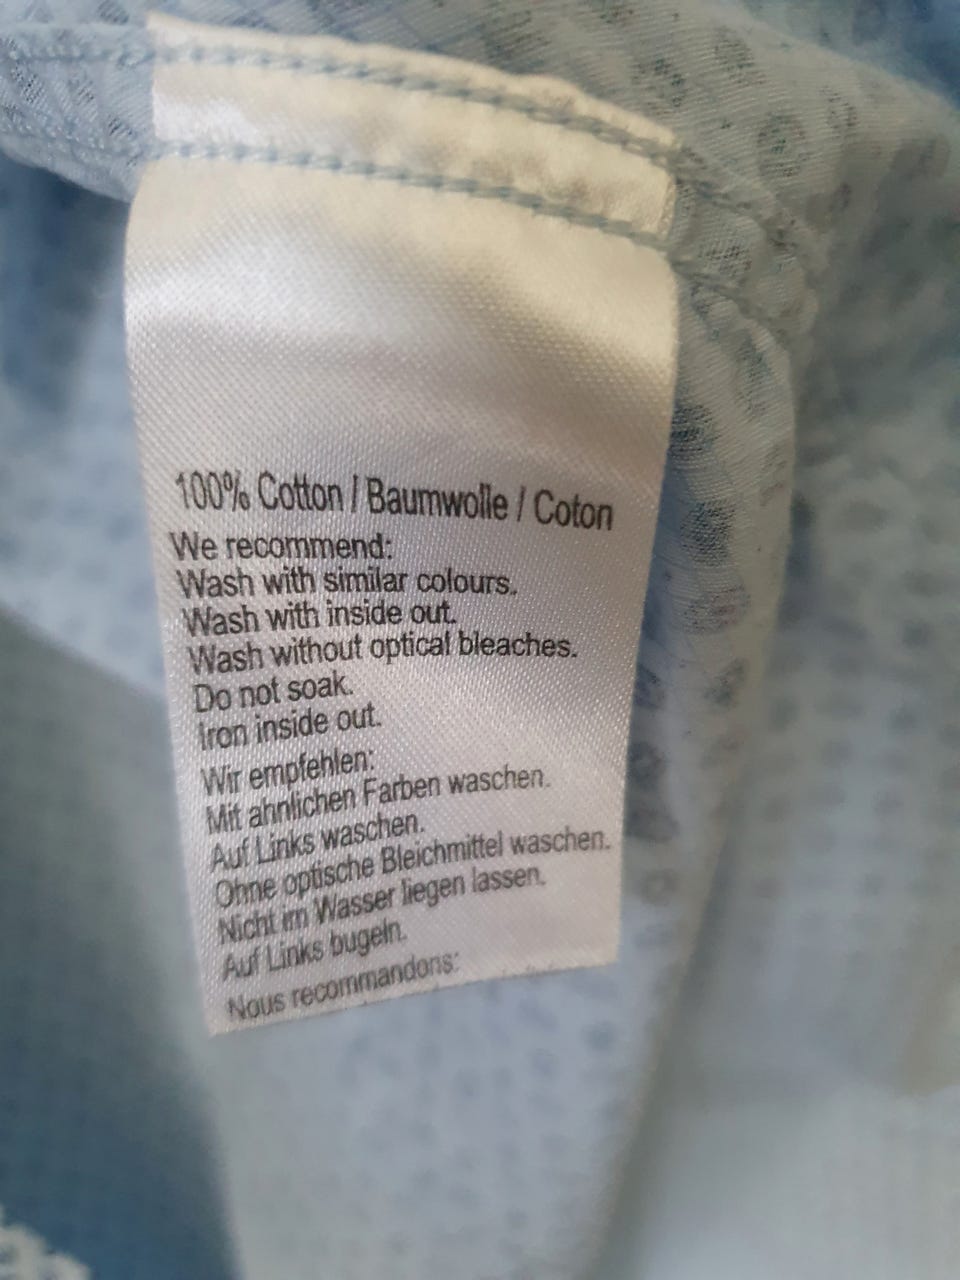 100% Cotton / Baumwolle / Coton
We recommend:
Wash with similar colours.
Wash with inside out.
Wash without optical bleaches.
Do not soak.
Iron inside out.
Wir empfehlen:
Mit ahnlichen Farben waschen.
Auf Links waschen.
Ohne optische Bleichmittel waschen.
Nicht im Wasser liegen lassen.
Auf Links bugeln.
Nous recommandons: